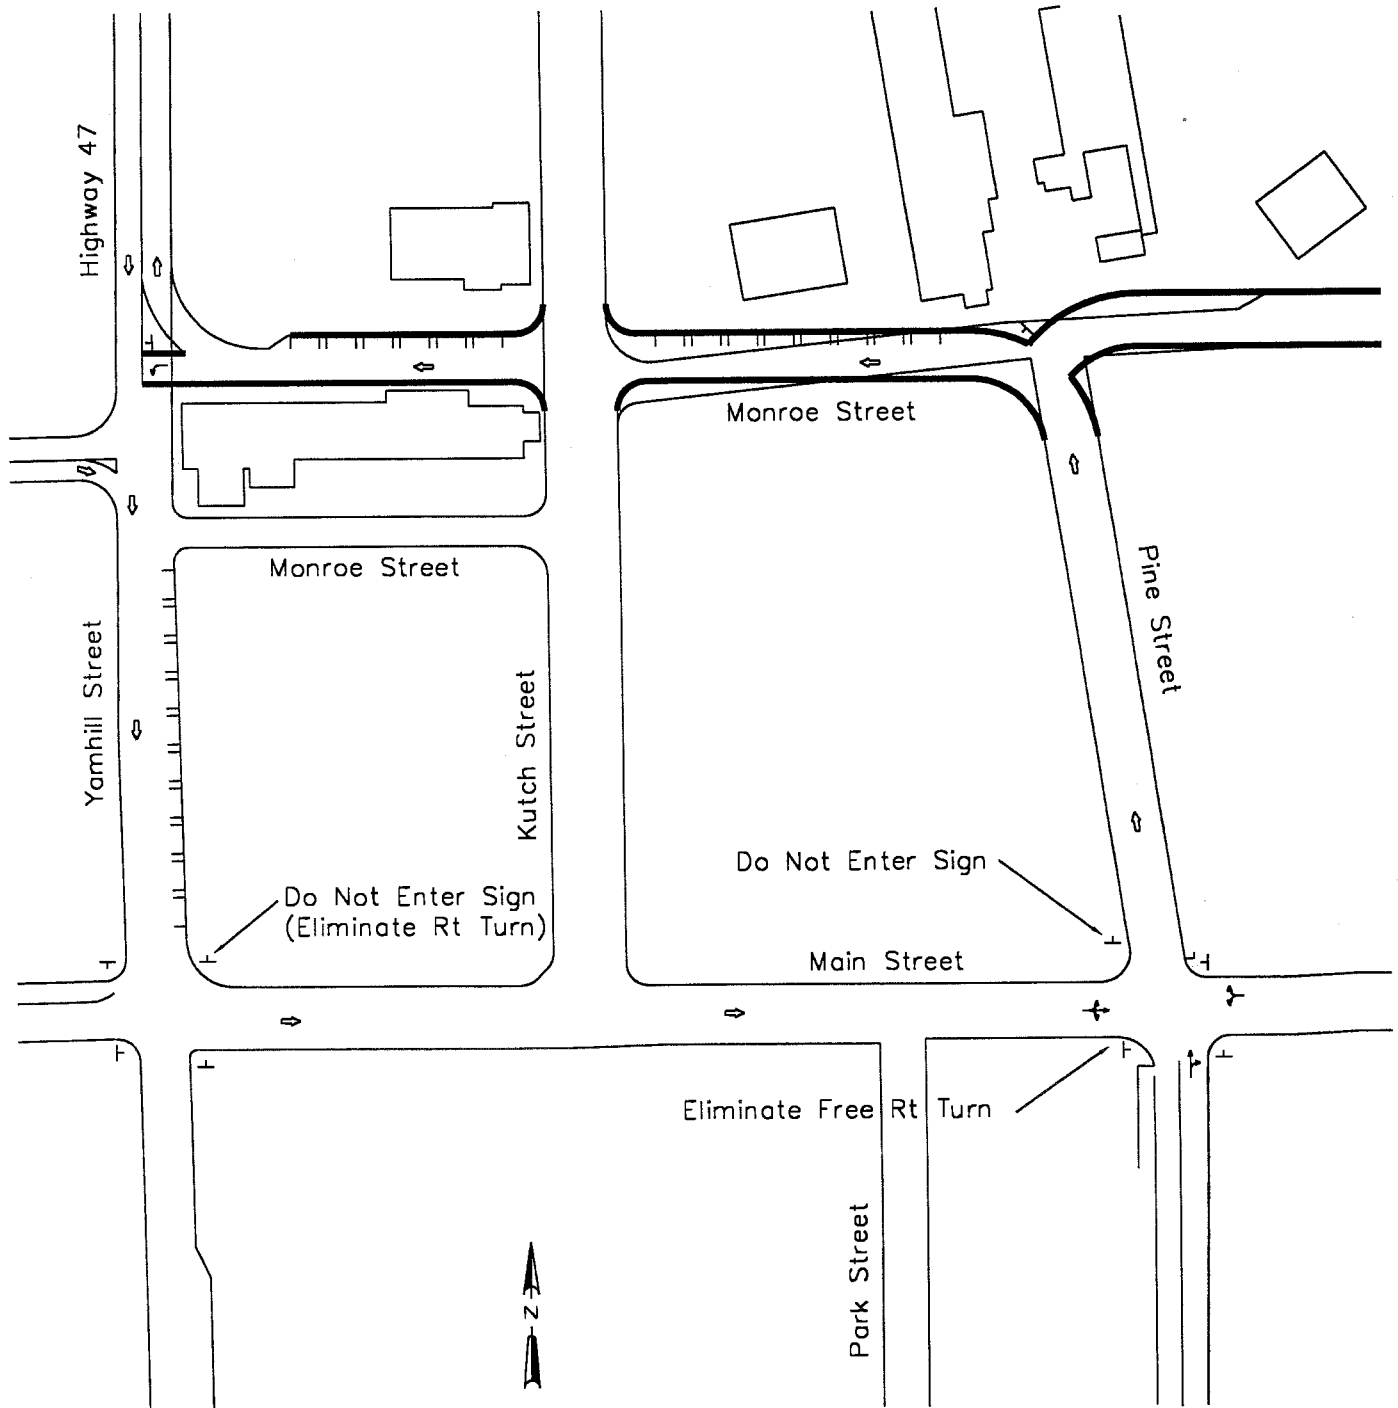 Highway 47
Monroe Street
Monroe Street
Pine Street
Yamhill Street
Kutch Street
Do Not Enter Sign
Do Not Enter Sign
(Eliminate Rt Turn)
Main Street
Eliminate Free Rt Turn
Park Street
N